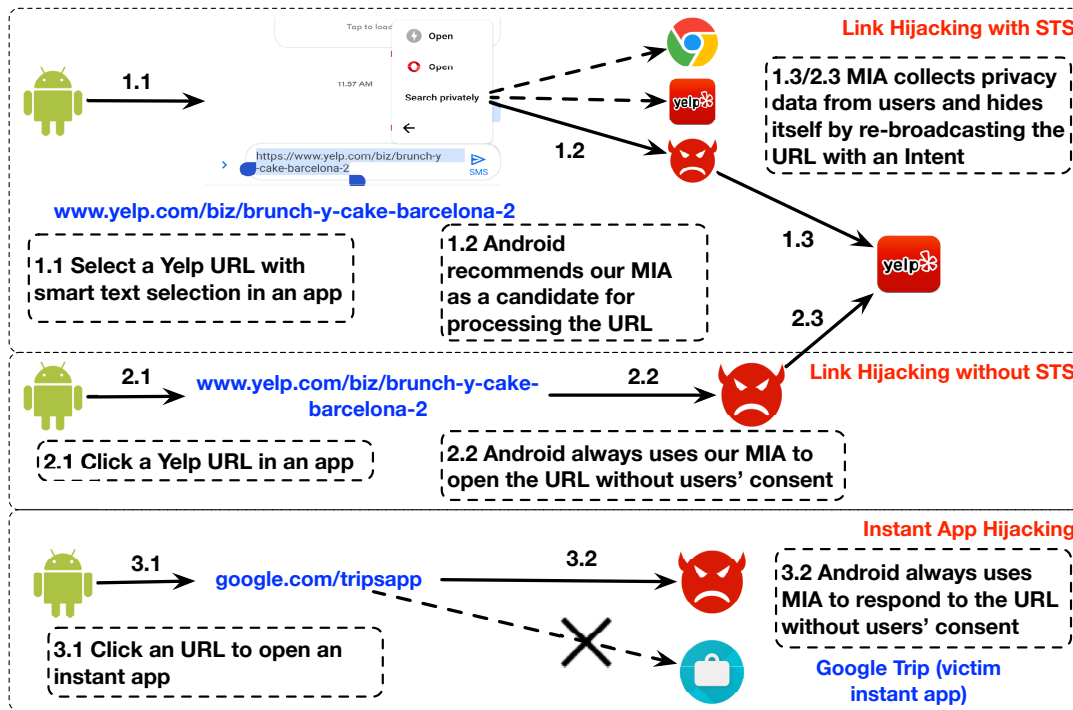 Link Hijacking with STS
1.1
Tap to load
Open
Open
11:57 AM
Search privately
https://www.yelp.com/biz/brunch-y
-cake-barcelona-2
SMS
1.2
yelp
1.3/2.3 MIA collects privacy
data from users and hides
itself by re-broadcasting the
URL with an Intent
www.yelp.com/biz/brunch-y-cake-barcelona-2
1.1 Select a Yelp URL with
smart text selection in an app
1.2 Android
recommends our MIA
as a candidate for
processing the URL
1.3
yelp
2.3
Link Hijacking without STS
2.1
www.yelp.com/biz/brunch-y-cake-
barcelona-2
2.2
2.1 Click a Yelp URL in an app
2.2 Android always uses our MIA to
open the URL without users’ consent
Instant App Hijacking
3.1
google.com/tripsapp
3.2
3.1 Click an URL to open an
instant app
3.2 Android always uses
MIA to respond to the URL
without users’ consent
Google Trip (victim
instant app)